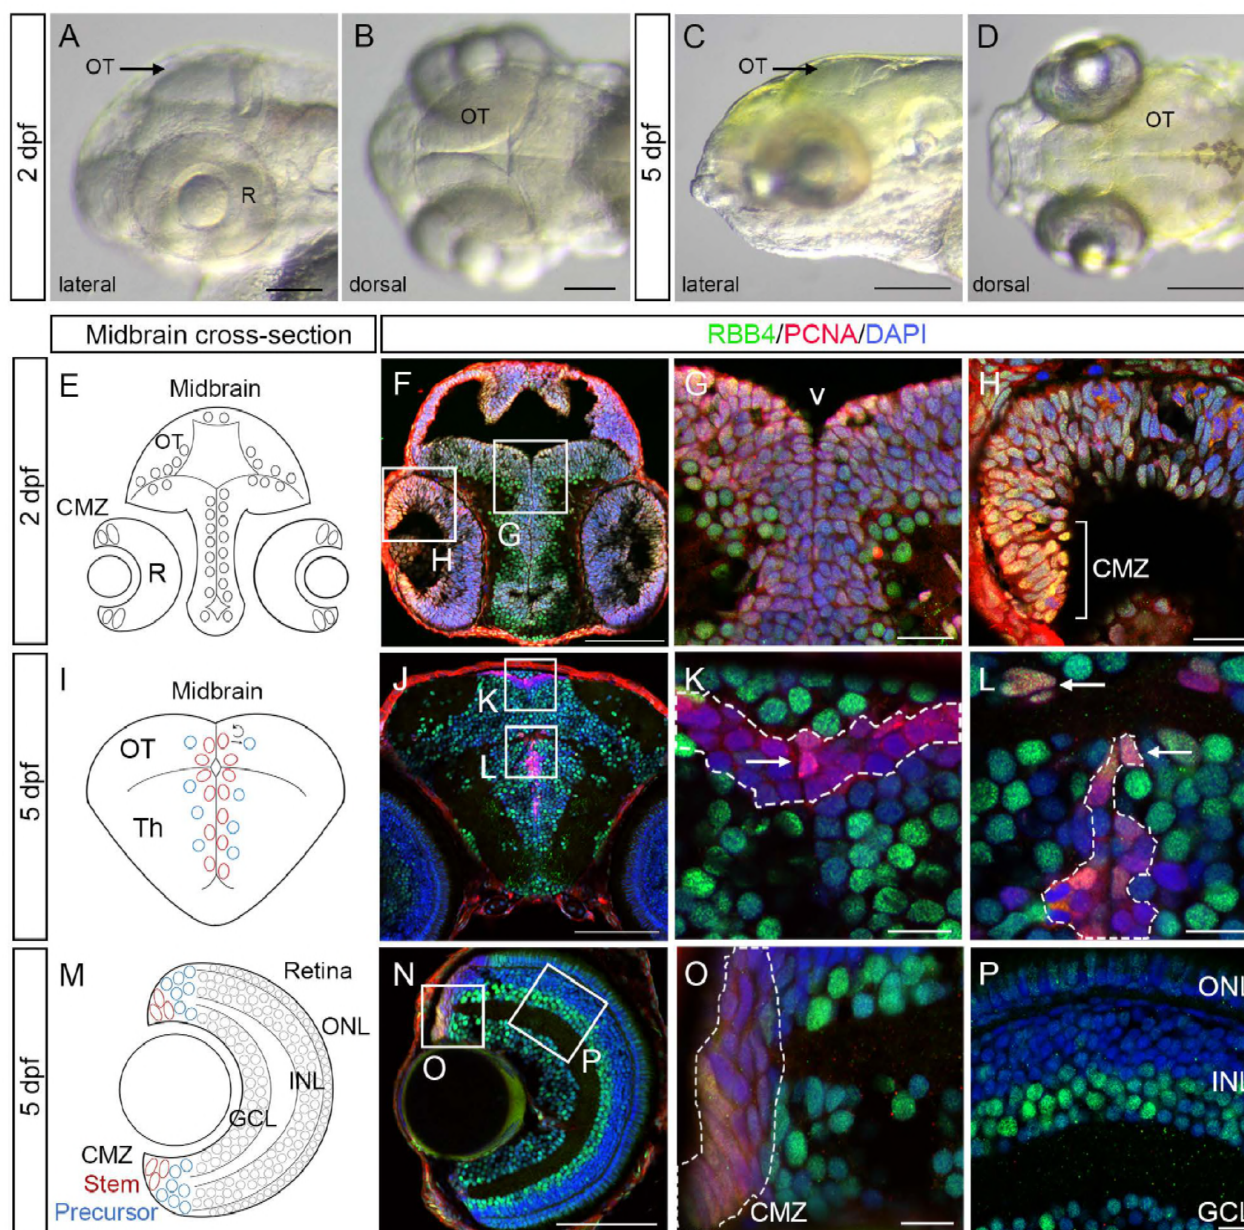 2 dpf
A
OT
R
lateral
B
OT
dorsal
5 dpf
C
OT
lateral
D
OT
dorsal
Midbrain cross-section
RBB4/PCNA/DAPI
2 dpf
E
Midbrain
OT
CMZ
R
F
G
H
G
v
H
CMZ
5 dpf
I
Midbrain
OT
Th
J
K
L
K
L
5 dpf
M
Retina
ONL
INL
GCL
CMZ
Stem
Precursor
N
O
P
O
CMZ
P
ONL
INL
GCL